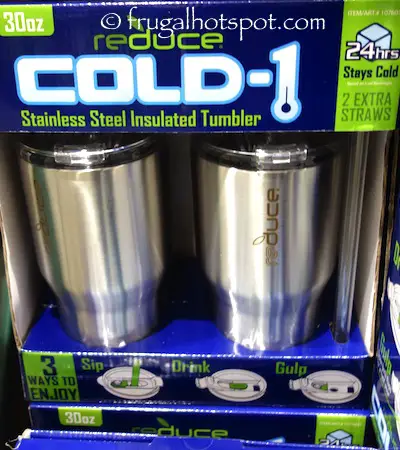 © frugalhotspot.com
30oz
reduce
COLD-1
Stainless Steel Insulated Tumbler
24hrs
Stays Cold
2 EXTRA
STRAWS
reduce
3
WAYS TO
ENJOY
Sip
Drink
Gulp
30oz
reduce
24hrs